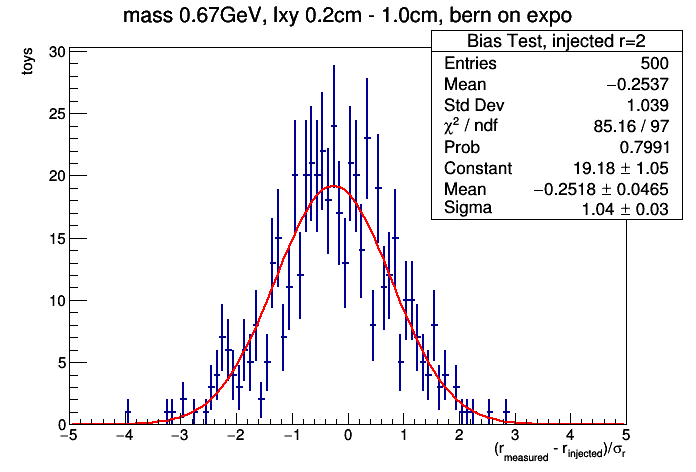 mass 0.67GeV, lxy 0.2cm - 1.0cm, bern on expo
Bias Test, injected r=2
Entries 500
Mean −0.2537
Std Dev 1.039
χ² / ndf 85.16 / 97
Prob 0.7991
Constant 19.18 ± 1.05
Mean −0.2518 ± 0.0465
Sigma 1.04 ± 0.03
toys
30
25
20
15
10
5
0
−5 −4 −3 −2 −1 0 1 2 3 4 5
(r_measured - r_injected)/σ_r